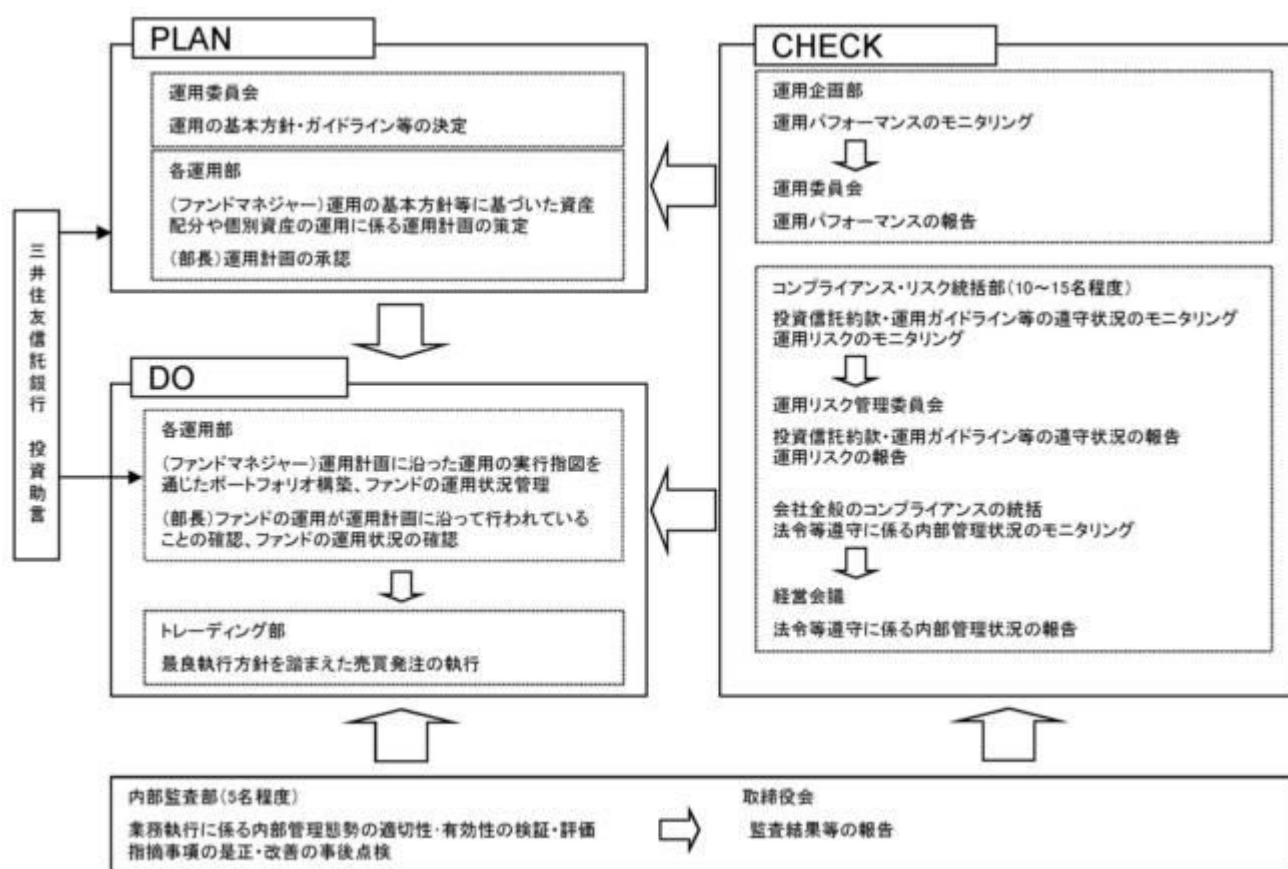 PLAN
運用委員会
運用の基本方針・ガイドライン等の決定
各運用部
(ファンドマネジャー)運用の基本方針等に基づいた資産
配分や個別資産の運用に係る運用計画の策定
(部長)運用計画の承認
三井住友信託銀行 投資助言
DO
各運用部
(ファンドマネジャー)運用計画に沿った運用の実行指図を
通じたポートフォリオ構築、ファンドの運用状況管理
(部長)ファンドの運用が運用計画に沿って行われている
ことの確認、ファンドの運用状況の確認
トレーディング部
最良執行方針を踏まえた売買発注の執行
CHECK
運用企画部
運用パフォーマンスのモニタリング
運用委員会
運用パフォーマンスの報告
コンプライアンス・リスク統括部(10~15名程度)
投資信託約款・運用ガイドライン等の遵守状況のモニタリング
運用リスクのモニタリング
運用リスク管理委員会
投資信託約款・運用ガイドライン等の遵守状況の報告
運用リスクの報告
会社全般のコンプライアンスの統括
法令等遵守に係る内部管理状況のモニタリング
経営会議
法令等遵守に係る内部管理状況の報告
内部監査部(5名程度)
業務執行に係る内部管理態勢の適切性・有効性の検証・評価
指摘事項の是正・改善の事後点検
取締役会
監査結果等の報告